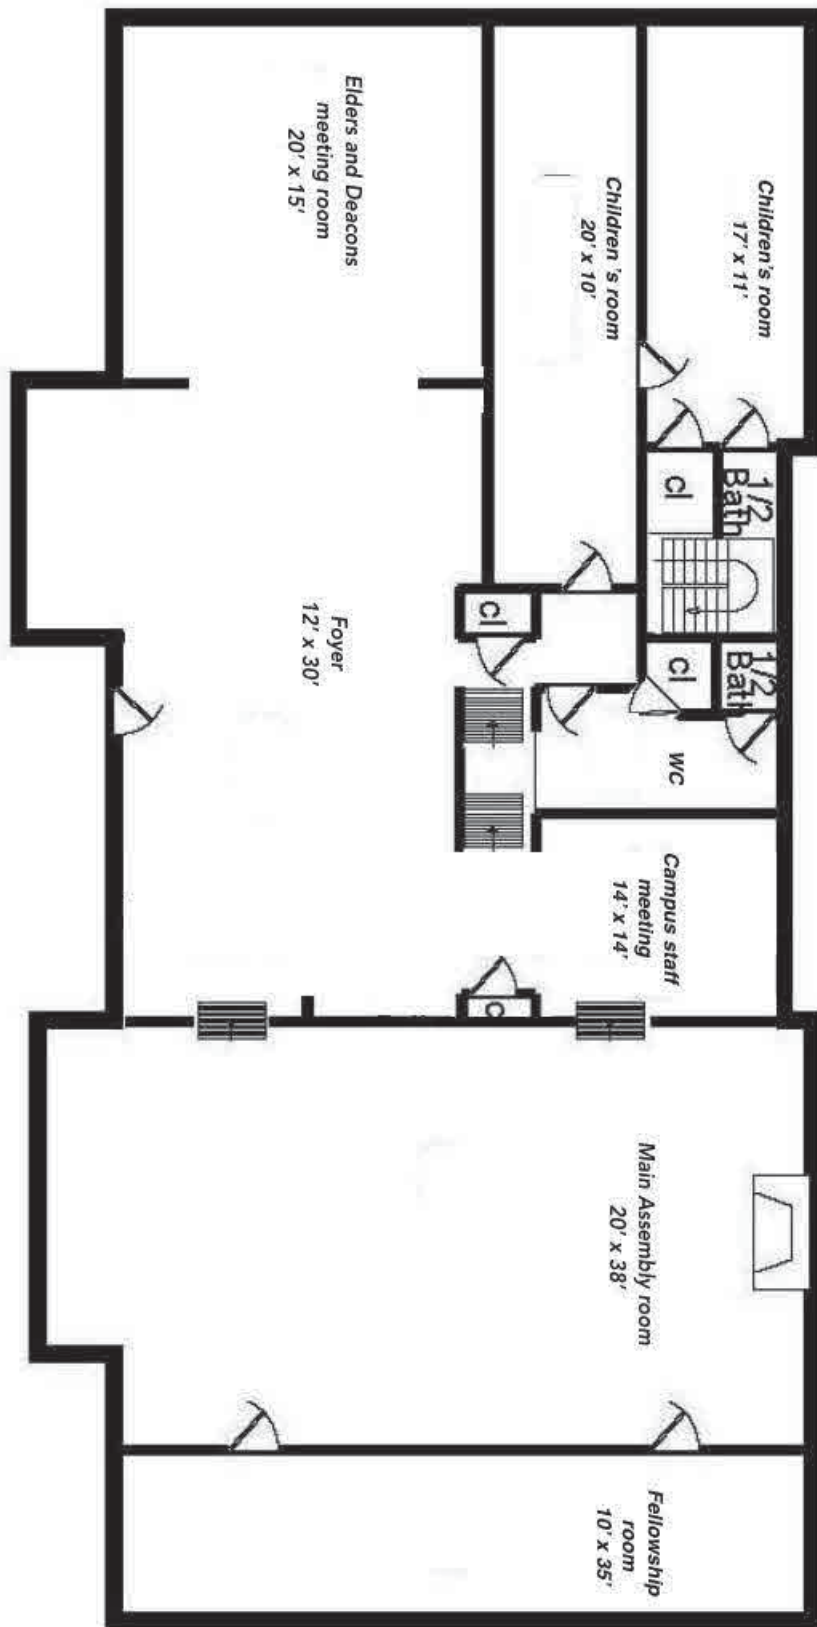 Elders and Deacons
meeting room
20' x 15'
Children 's room
20' x 10'
Children's room
17' x 11'
Cl
1/2
Bath
Cl
Foyer
12' x 30'
Cl
1/2
Bath
WC
Campus staff
meeting
14' x 14'
C
Main Assembly room
20' x 38'
Fellowship
room
10' x 35'